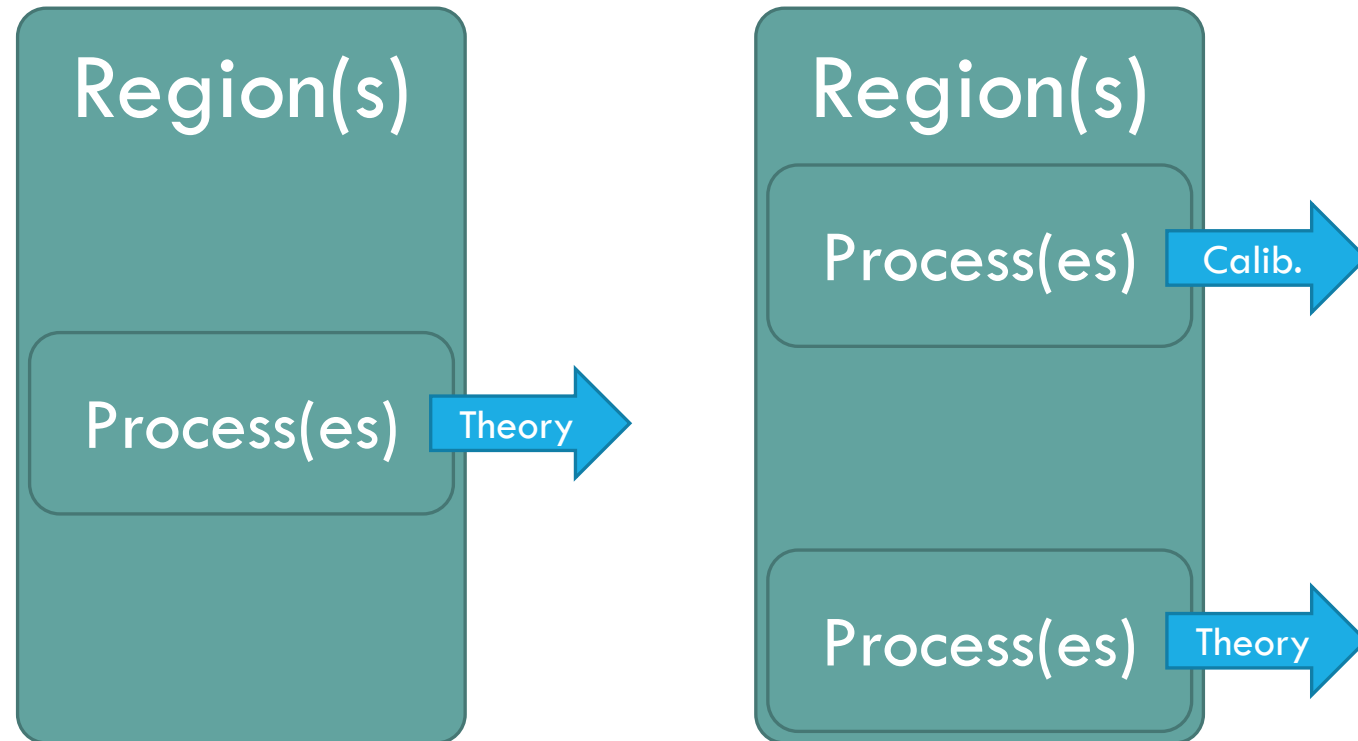 Region(s)
Process(es)
Theory
Region(s)
Process(es)
Calib.
Process(es)
Theory